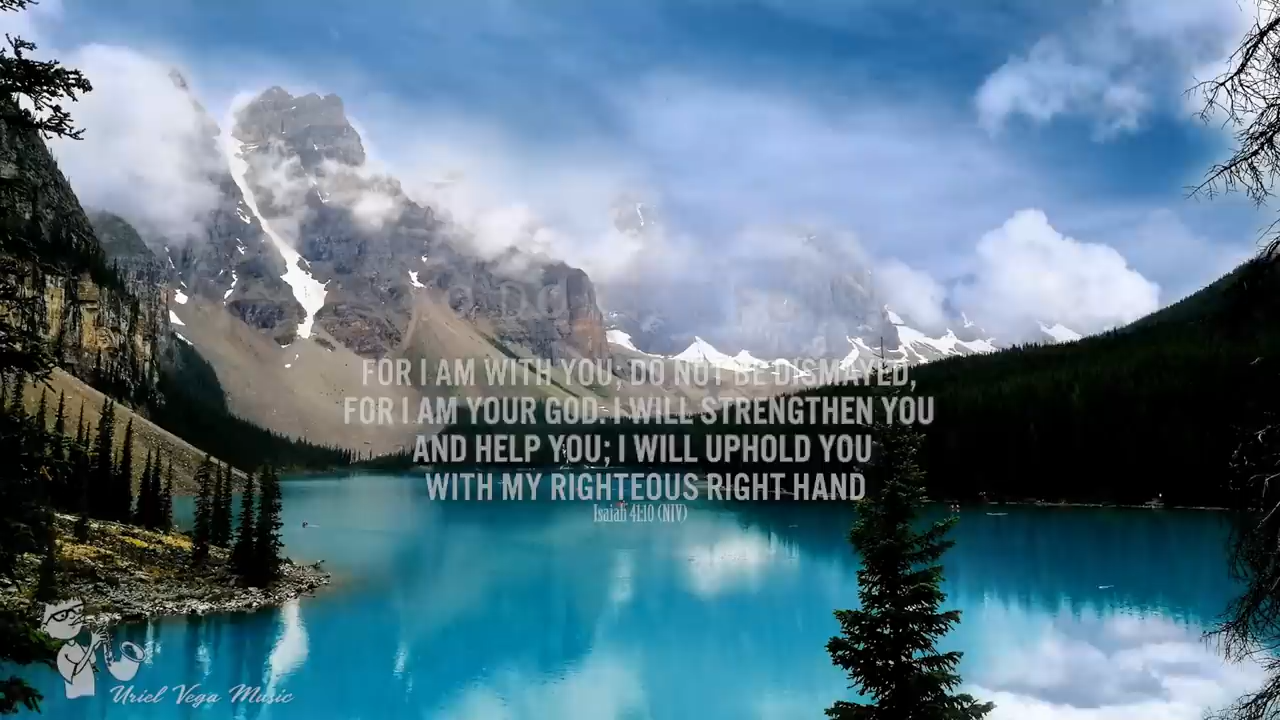 FOR I AM WITH YOU; DO NOT BE DISMAYED,
FOR I AM YOUR GOD. I WILL STRENGTHEN YOU
AND HELP YOU; I WILL UPHOLD YOU
WITH MY RIGHTEOUS RIGHT HAND
Isaiah 41:10 (NIV)
Uriel Vega Music